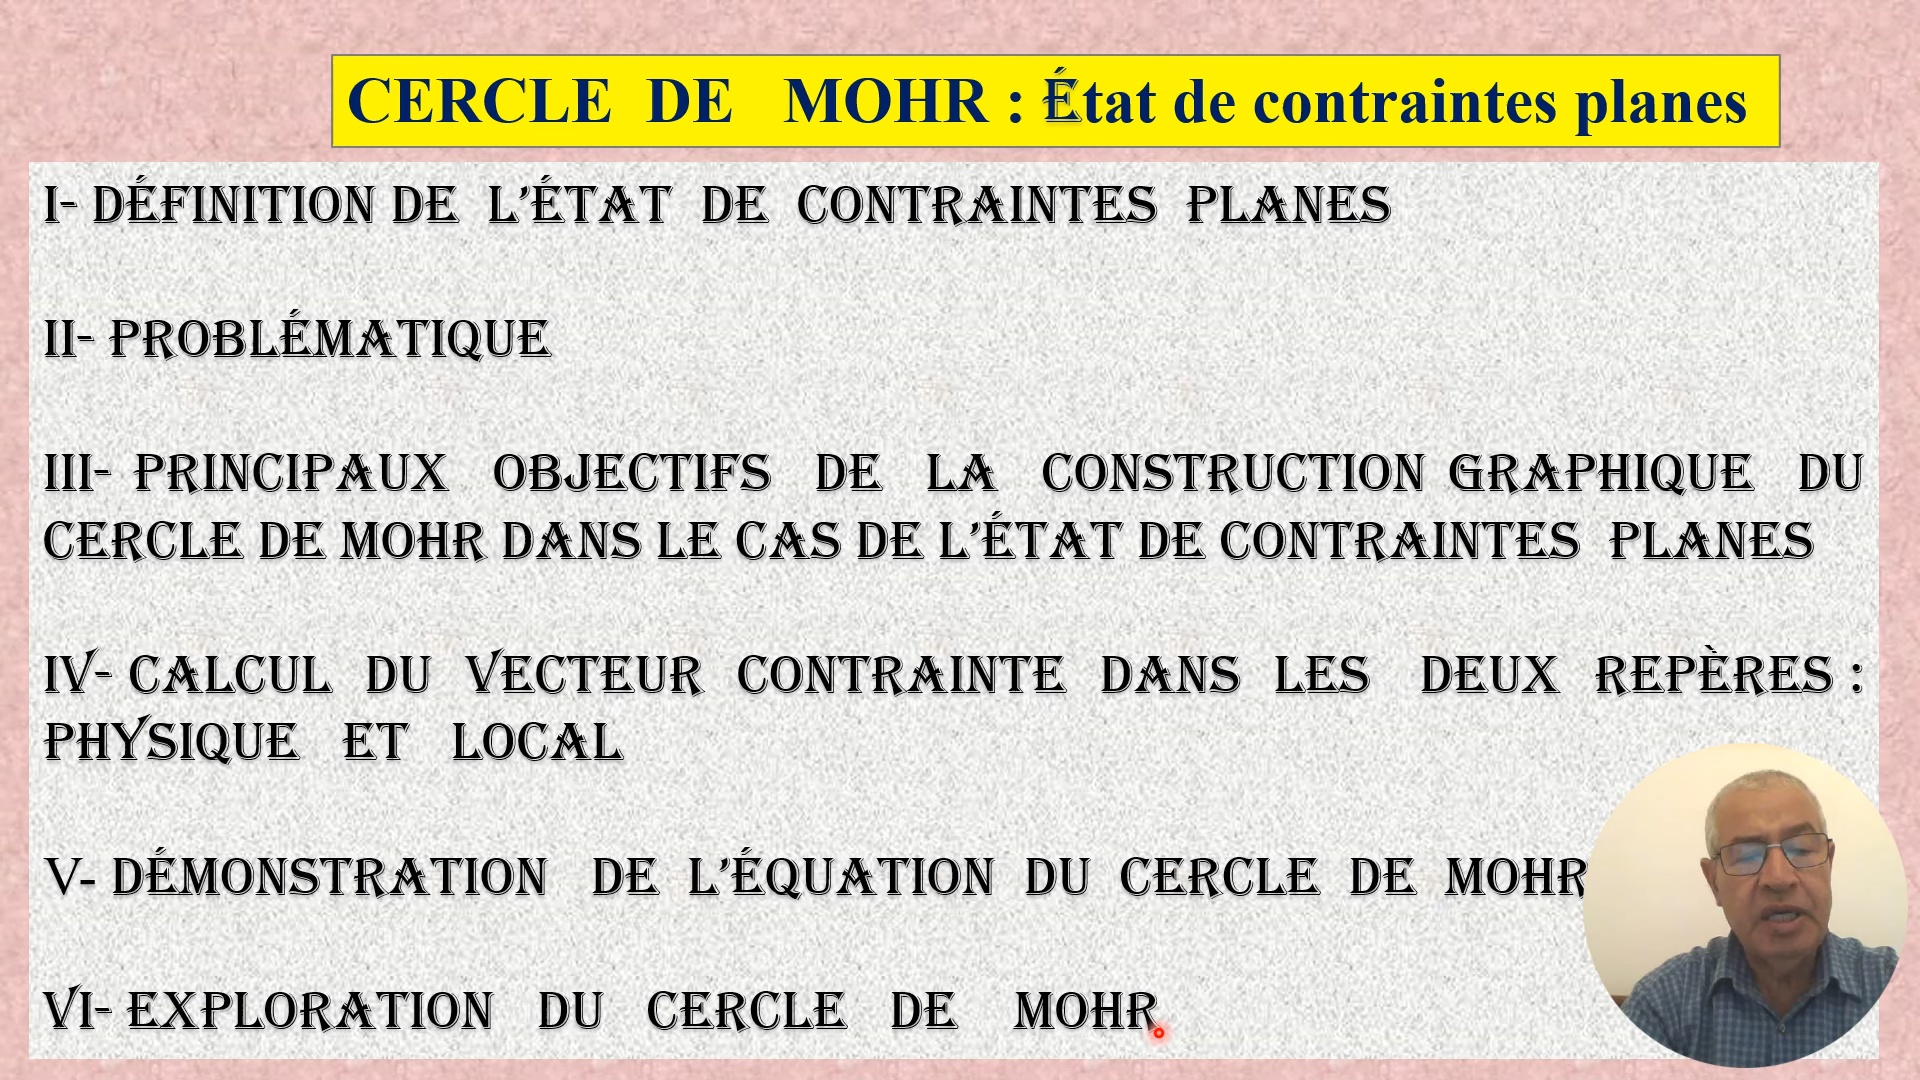 CERCLE DE MOHR : État de contraintes planes
I- DÉFINITION DE L’ÉTAT DE CONTRAINTES PLANES
II- PROBLÉMATIQUE
III- PRINCIPAUX OBJECTIFS DE LA CONSTRUCTION GRAPHIQUE DU
CERCLE DE MOHR DANS LE CAS DE L’ÉTAT DE CONTRAINTES PLANES
IV- CALCUL DU VECTEUR CONTRAINTE DANS LES DEUX REPÈRES :
PHYSIQUE ET LOCAL
V- DÉMONSTRATION DE L’ÉQUATION DU CERCLE DE MOHR
VI- EXPLORATION DU CERCLE DE MOHR